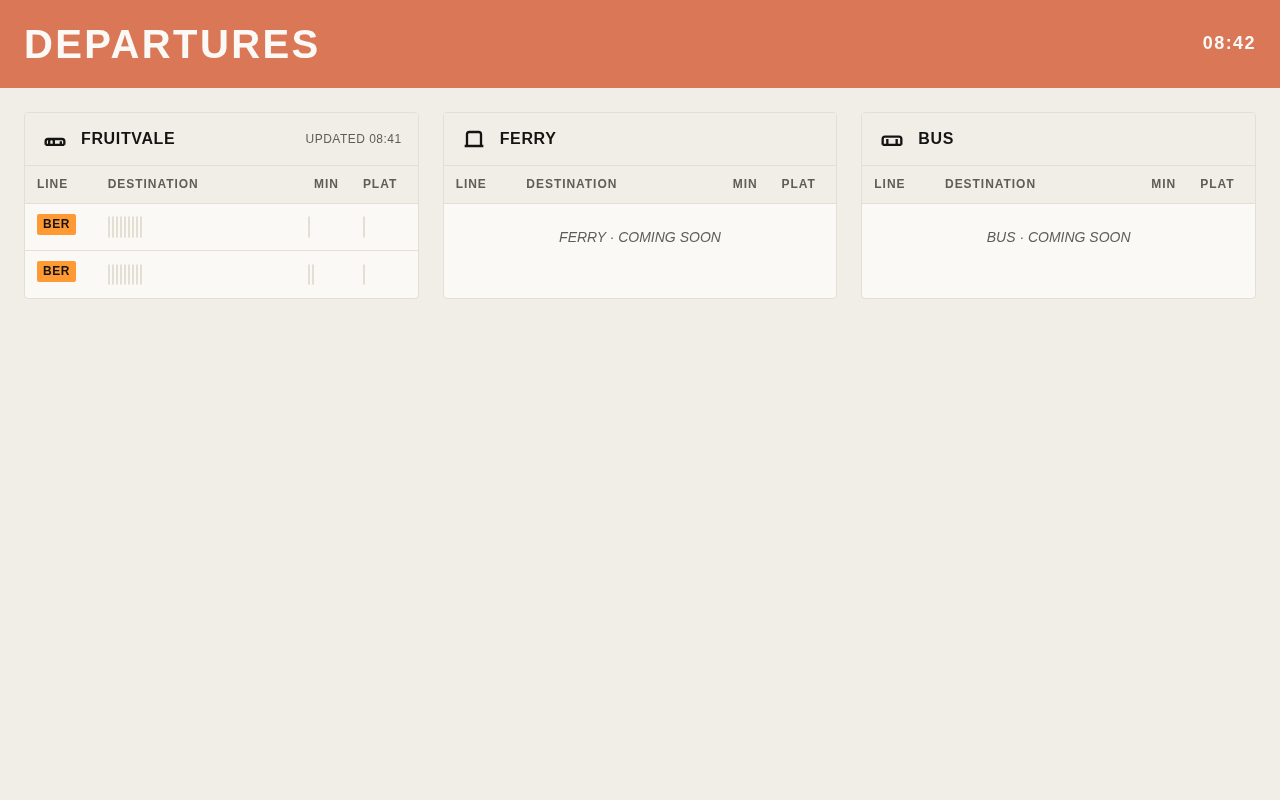 DEPARTURES
08:42
FRUITVALE
UPDATED 08:41
LINE DESTINATION MIN PLAT
BER
BER
FERRY
LINE DESTINATION MIN PLAT
FERRY · COMING SOON
BUS
LINE DESTINATION MIN PLAT
BUS · COMING SOON